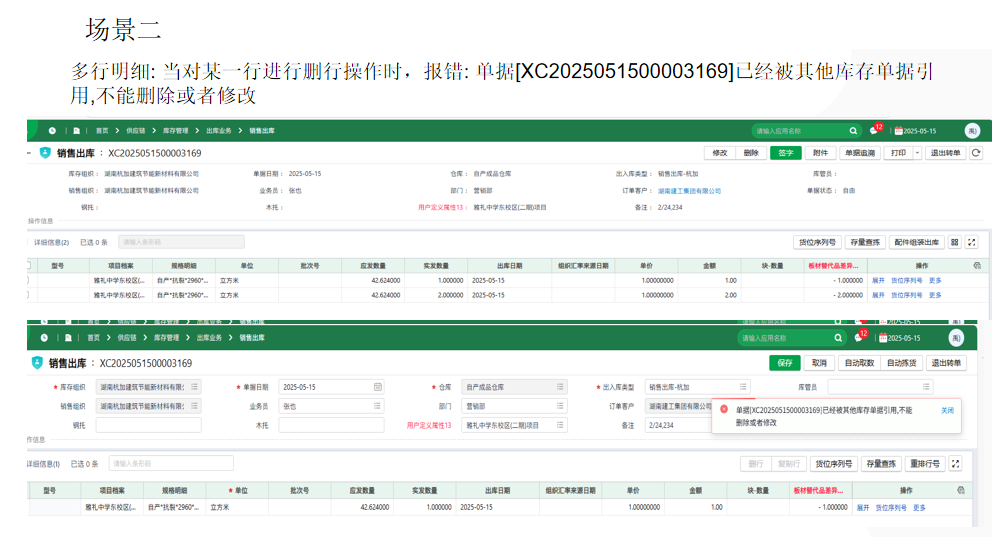 场景二
多行明细: 当对某一行进行删行操作时，报错: 单据[XC2025051500003169]已经被其他库存单据引
用,不能删除或者修改
首页 供应链 库存管理 出库业务 销售出库 请输入应用名称 12 2025-05-15
销售出库 : XC2025051500003169 修改 删除 签字 附件 单据追溯 打印 退出转单
库存组织 : 湖南杭加建筑节能新材料有限公司 单据日期 : 2025-05-15 仓库 : 自产成品仓库 出入库类型 : 销售出库-杭加 库管员 :
销售组织 : 湖南杭加建筑节能新材料有限公司 业务员 : 张也 部门 : 营销部 订单客户 : 湖南建工集团有限公司 单据状态 : 自由
钢托 : 木托 : 用户定义属性13 : 雅礼中学东校区(二期)项目 备注 : 2/24,234
操作信息
详细信息(2) 已选 0 条 请输入条形码 货位序列号 存量查拣 配件组装出库
型号 项目档案 规格明细 单位 批次号 应发数量 实发数量 出库日期 组织汇率来源日期 单价 金额 块·数量 板材替代品差异... 操作
雅礼中学东校区(... 自产*抗裂*2960*... 立方米 42.624000 1.000000 2025-05-15 1.00000000 1.00 - 1.000000 展开 货位序列号 更多
雅礼中学东校区(... 自产*抗裂*2960*... 立方米 42.624000 2.000000 2025-05-15 1.00000000 2.00 - 2.000000 展开 货位序列号 更多
首页 供应链 库存管理 出库业务 销售出库 请输入应用名称 12 2025-05-15
销售出库 : XC2025051500003169 保存 取消 自动取数 自动拣货 退出转单
* 库存组织 湖南杭加建筑节能新材料有限 * 单据日期 2025-05-15 * 仓库 自产成品仓库 * 出入库类型 销售出库-杭加 库管员
销售组织 湖南杭加建筑节能新材料有限 业务员 张也 部门 营销部 订单客户 湖南建工集团有限公司
单据[XC2025051500003169]已经被其他库存单据引用,不能 关闭
删除或者修改
钢托 木托 用户定义属性13 雅礼中学东校区(二期)项目 备注 2/24,234
作信息
详细信息(1) 已选 0 条 请输入条形码 删行 复制行 货位序列号 存量查拣 重排行号
型号 项目档案 规格明细 * 单位 批次号 应发数量 实发数量 出库日期 组织汇率来源日期 单价 金额 块·数量 板材替代品差异... 操作
雅礼中学东校区(... 自产*抗裂*2960*... 立方米 42.624000 1.000000 2025-05-15 1.00000000 1.00 - 1.000000 展开 货位序列号 更多